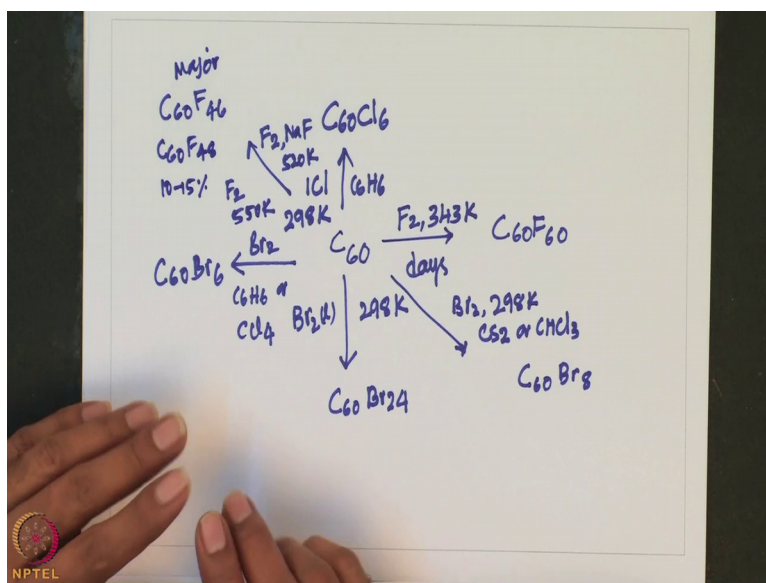 Major
C60F46
C60F48
10-15%
F2, NaF
520K
F2
550K
C60Cl6
ICl
C6H6
298K
C60
F2, 343K
days
C60F60
Br2
C6H6 or
CCl4
C60Br6
Br2(l)
298K
C60Br24
Br2, 298K
CS2 or CHCl3
C60Br8
NPTEL